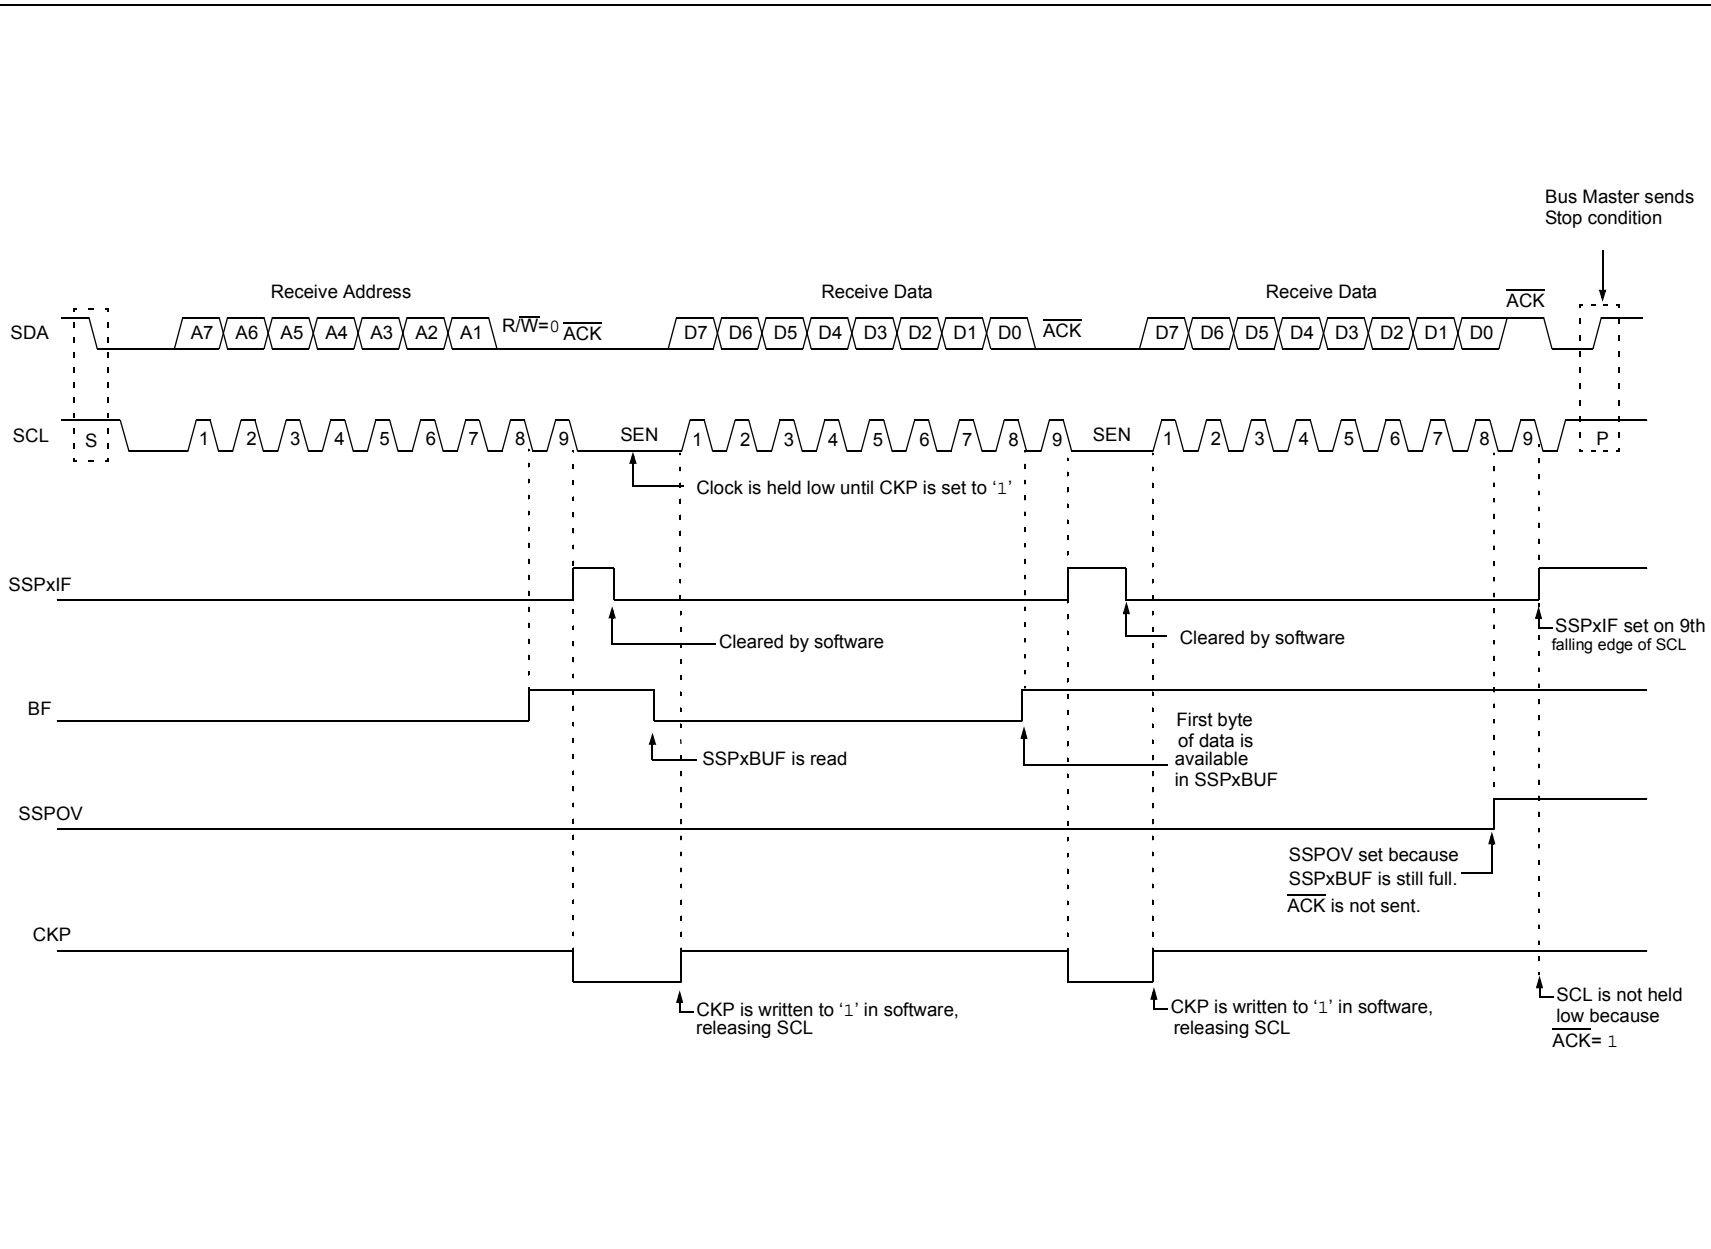 Bus Master sends
Stop condition
Receive Address
Receive Data
Receive Data
ACK
SDA
A7 A6 A5 A4 A3 A2 A1 R/W=0 ACK
D7 D6 D5 D4 D3 D2 D1 D0 ACK
D7 D6 D5 D4 D3 D2 D1 D0
SCL
S 1 2 3 4 5 6 7 8 9 SEN 1 2 3 4 5 6 7 8 9 SEN 1 2 3 4 5 6 7 8 9 P
Clock is held low until CKP is set to ‘1’
SSPxIF
Cleared by software
Cleared by software
SSPxIF set on 9th
falling edge of SCL
BF
SSPxBUF is read
First byte
of data is
available
in SSPxBUF
SSPOV
SSPOV set because
SSPxBUF is still full.
ACK is not sent.
CKP
CKP is written to ‘1’ in software,
releasing SCL
CKP is written to ‘1’ in software,
releasing SCL
SCL is not held
low because
ACK= 1